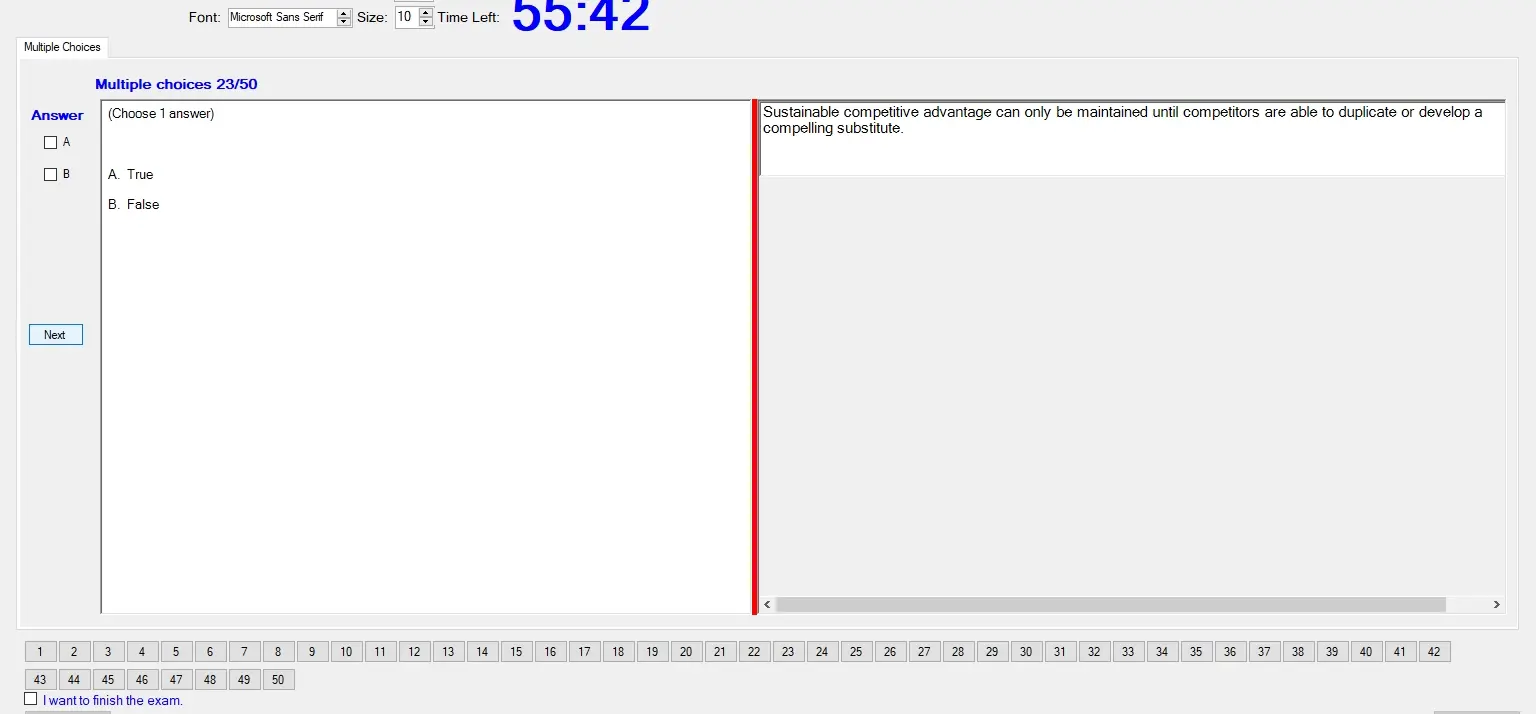 Font: Microsoft Sans Serif Size: 10 Time Left: 55:42
Multiple Choices
Multiple choices 23/50
Answer
(Choose 1 answer)
A
B
A. True
B. False
Next
Sustainable competitive advantage can only be maintained until competitors are able to duplicate or develop a
compelling substitute.
1 2 3 4 5 6 7 8 9 10 11 12 13 14 15 16 17 18 19 20 21 22 23 24 25 26 27 28 29 30 31 32 33 34 35 36 37 38 39 40 41 42
43 44 45 46 47 48 49 50
I want to finish the exam.